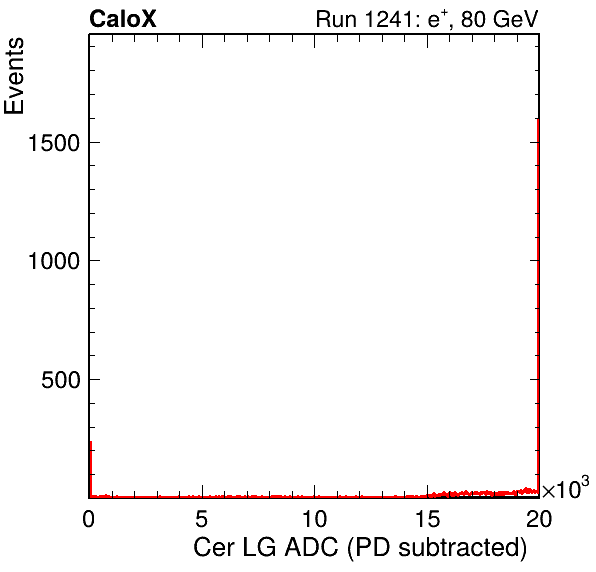 CaloX Run 1241: e⁺, 80 GeV
Events
1500
1000
500
0 5 10 15 20
×10³
Cer LG ADC (PD subtracted)